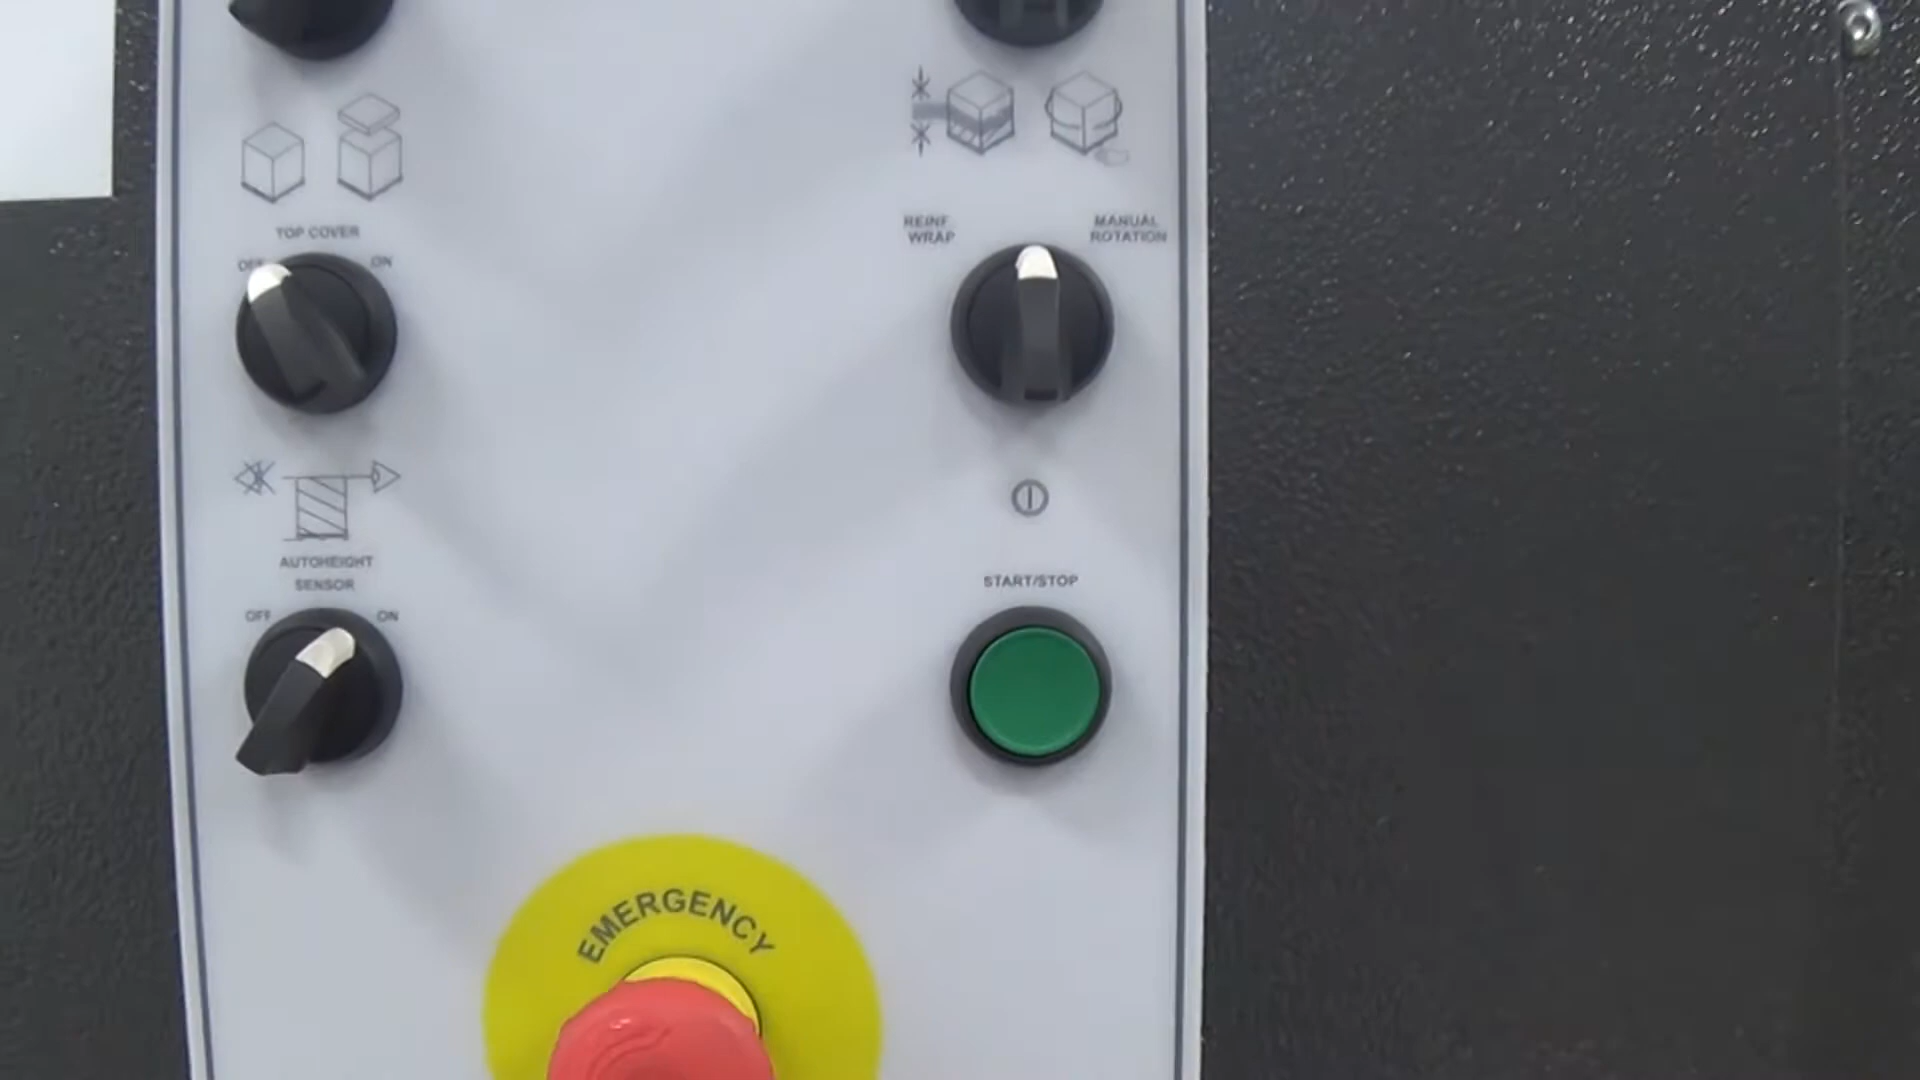 TOP COVER
OFF ON
REINF. MANUAL
WRAP ROTATION
AUTOHEIGHT
SENSOR
OFF ON
START/STOP
EMERGENCY